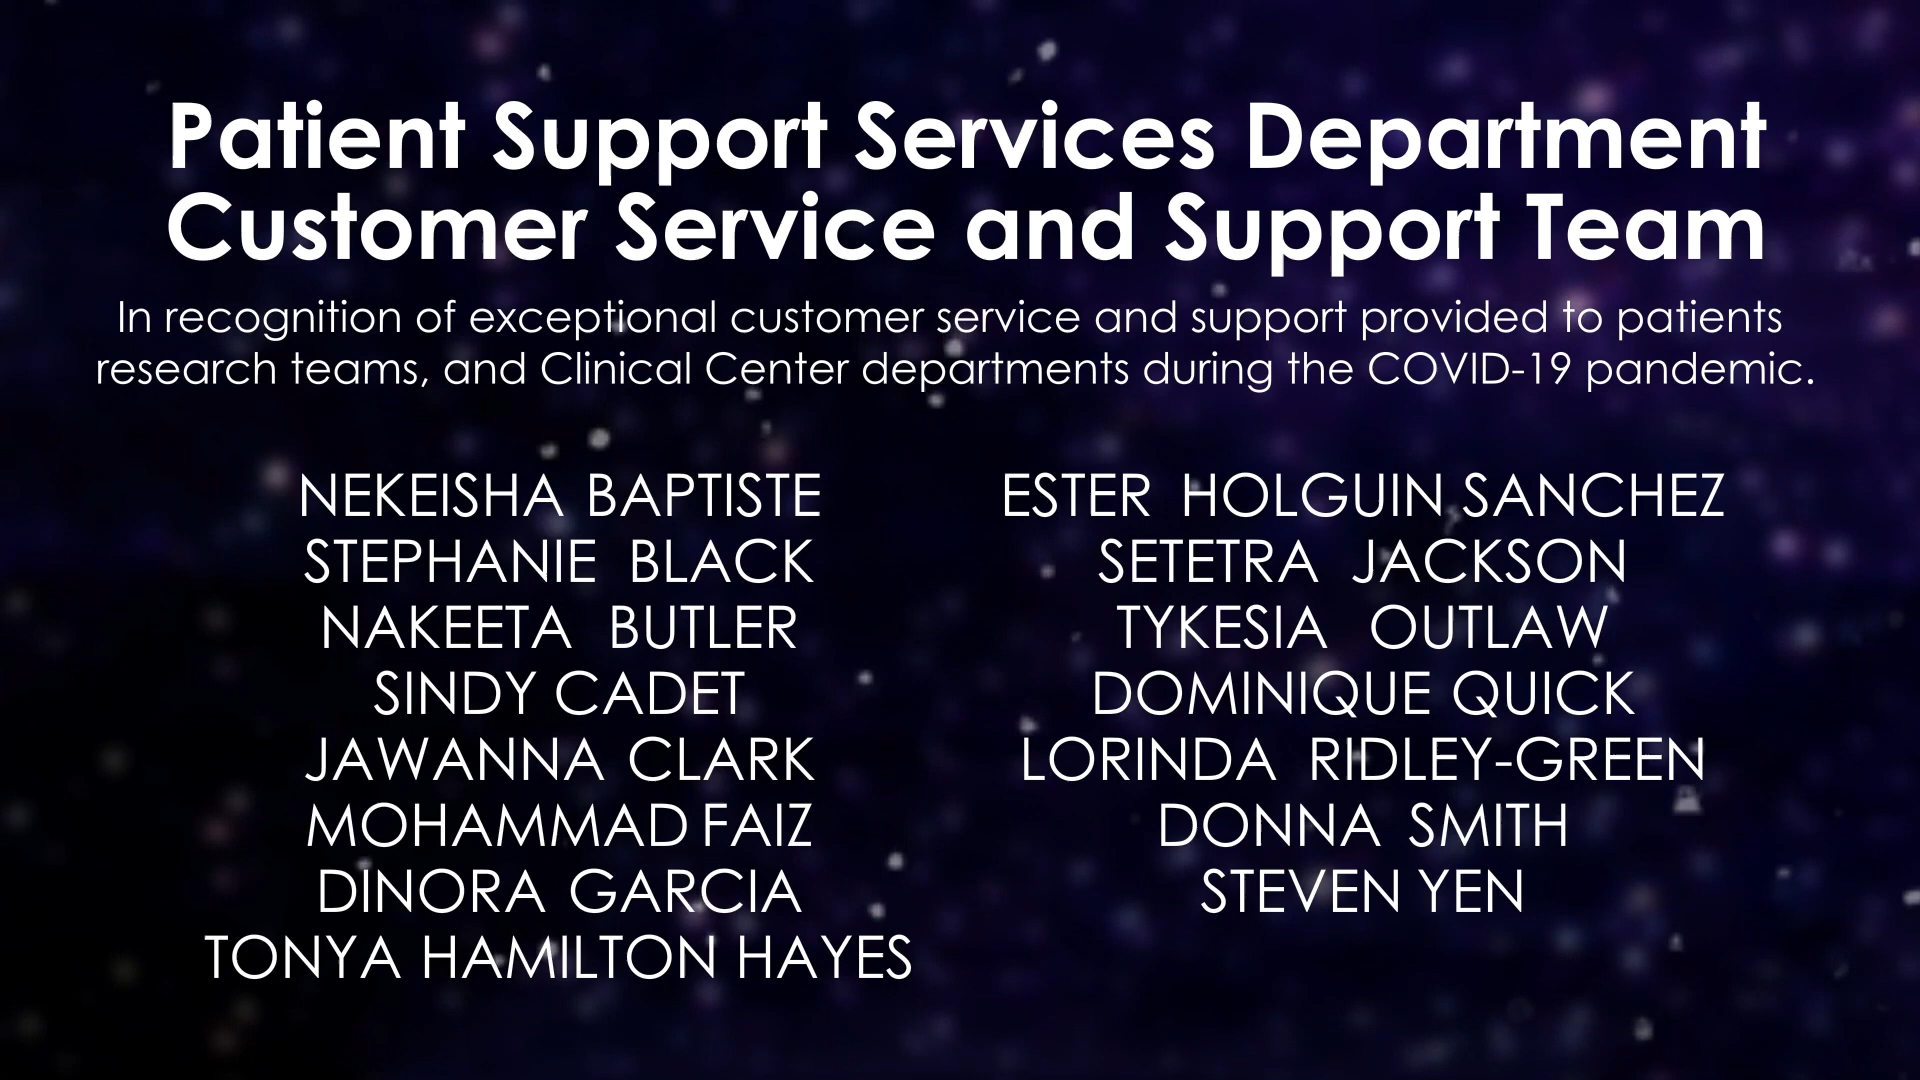 Patient Support Services Department
Customer Service and Support Team
In recognition of exceptional customer service and support provided to patients
research teams, and Clinical Center departments during the COVID-19 pandemic.
NEKEISHA BAPTISTE
STEPHANIE BLACK
NAKEETA BUTLER
SINDY CADET
JAWANNA CLARK
MOHAMMAD FAIZ
DINORA GARCIA
TONYA HAMILTON HAYES
ESTER HOLGUIN SANCHEZ
SETETRA JACKSON
TYKESIA OUTLAW
DOMINIQUE QUICK
LORINDA RIDLEY-GREEN
DONNA SMITH
STEVEN YEN